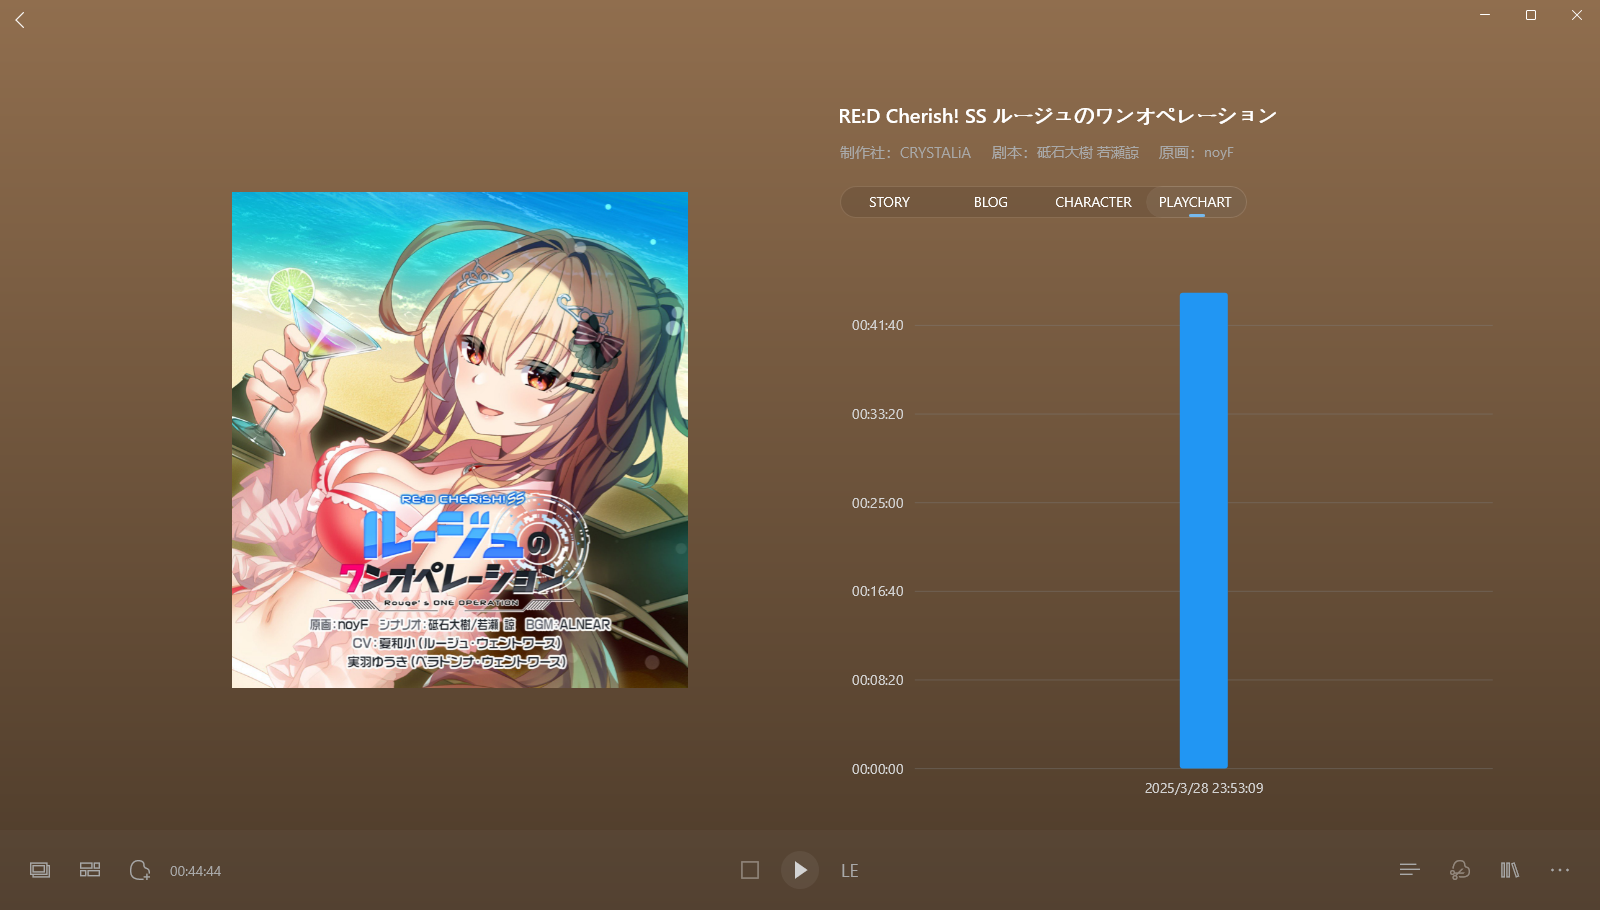 RE:D Cherish! SS ルージュのワンオペレーション
制作社：CRYSTALiA 剧本：砥石大樹 若瀬諒 原画：noyF
STORY BLOG CHARACTER PLAYCHART
RE:D CHERISH! SS
ルージュの
ワンオペレーション
Rouge's ONE OPERATION
原画：noyF シナリオ：砥石大樹/若瀬 諒 BGM：ALNEAR
CV：夏和小（ルージュ・ウェントワース）
実羽ゆうき（ベラドンナ・ウェントワース）
00:41:40
00:33:20
00:25:00
00:16:40
00:08:20
00:00:00
2025/3/28 23:53:09
00:44:44
LE